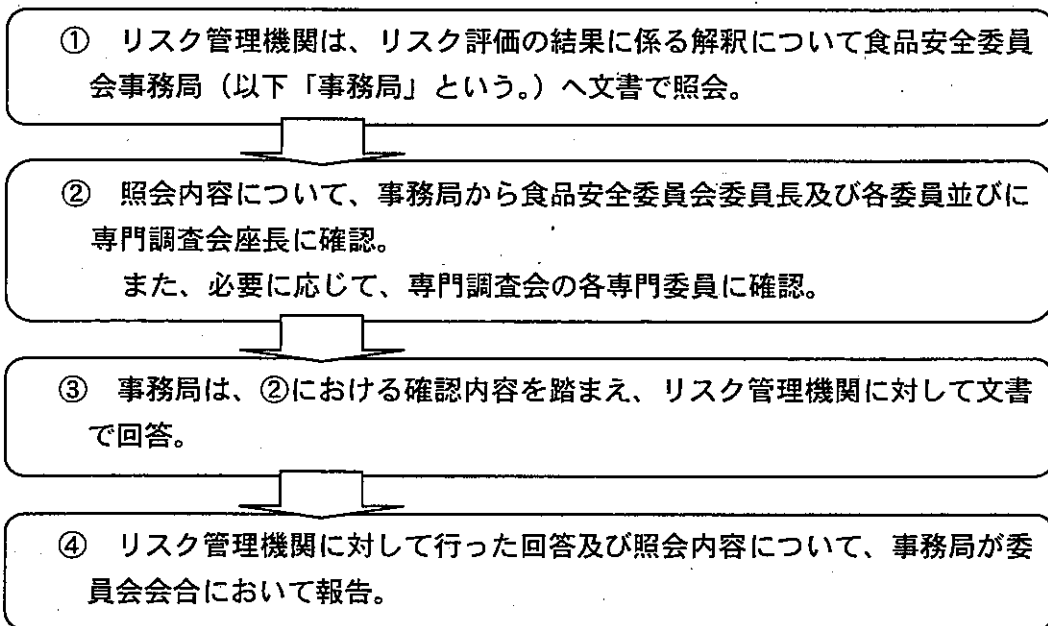 ① リスク管理機関は、リスク評価の結果に係る解釈について食品安全委員
会事務局（以下「事務局」という。）へ文書で照会。
② 照会内容について、事務局から食品安全委員会委員長及び各委員並びに
専門調査会座長に確認。
また、必要に応じて、専門調査会の各専門委員に確認。
③ 事務局は、②における確認内容を踏まえ、リスク管理機関に対して文書
で回答。
④ リスク管理機関に対して行った回答及び照会内容について、事務局が委
員会会合において報告。